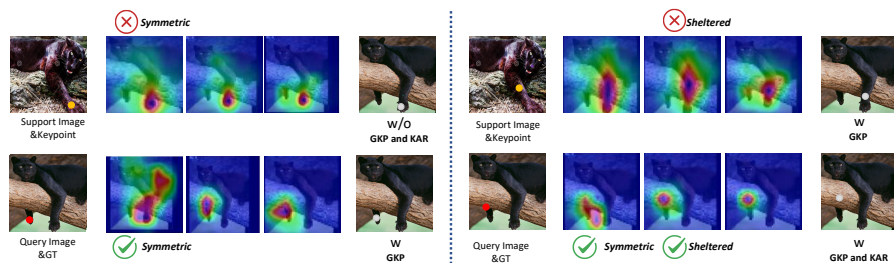 Symmetric
Support Image
&Keypoint
w/o
GKP and KAR
Query Image
&GT
Symmetric
w
GKP
Sheltered
Support Image
&Keypoint
w
GKP
Query Image
&GT
Symmetric
Sheltered
w
GKP and KAR